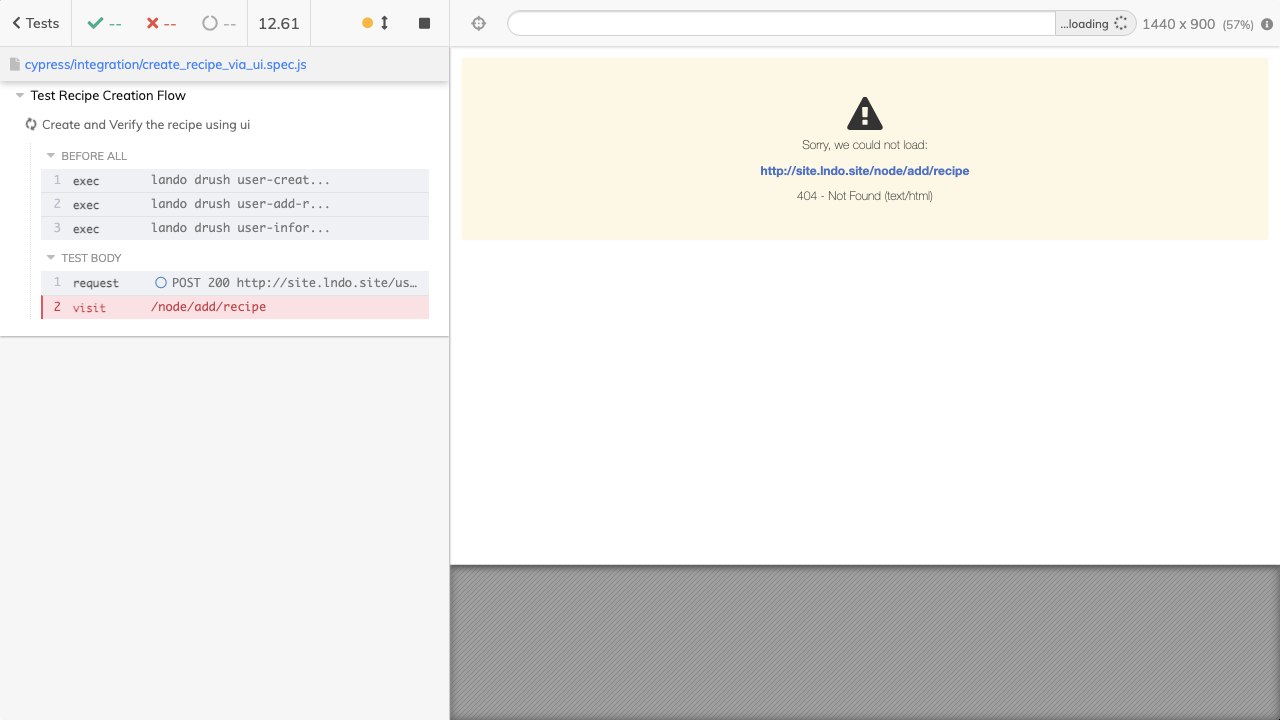 Tests -- -- -- 12.61
...loading 1440 x 900 (57%)
cypress/integration/create_recipe_via_ui.spec.js
Test Recipe Creation Flow
Create and Verify the recipe using ui
BEFORE ALL
1 exec lando drush user-creat...
2 exec lando drush user-add-r...
3 exec lando drush user-infor...
TEST BODY
1 request POST 200 http://site.lndo.site/us...
2 visit /node/add/recipe
Sorry, we could not load:
http://site.lndo.site/node/add/recipe
404 - Not Found (text/html)